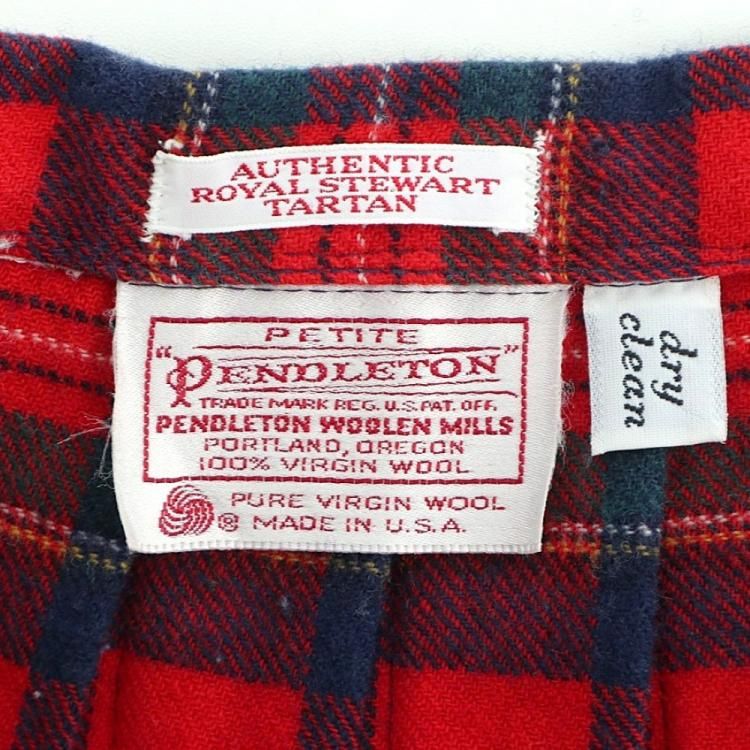 AUTHENTIC
ROYAL STEWART
TARTAN
PETITE
"PENDLETON"
TRADE MARK REG. U.S. PAT. OFF.
PENDLETON WOOLEN MILLS
PORTLAND, OREGON
100% VIRGIN WOOL
PURE VIRGIN WOOL
® MADE IN U.S.A.
dry
clean